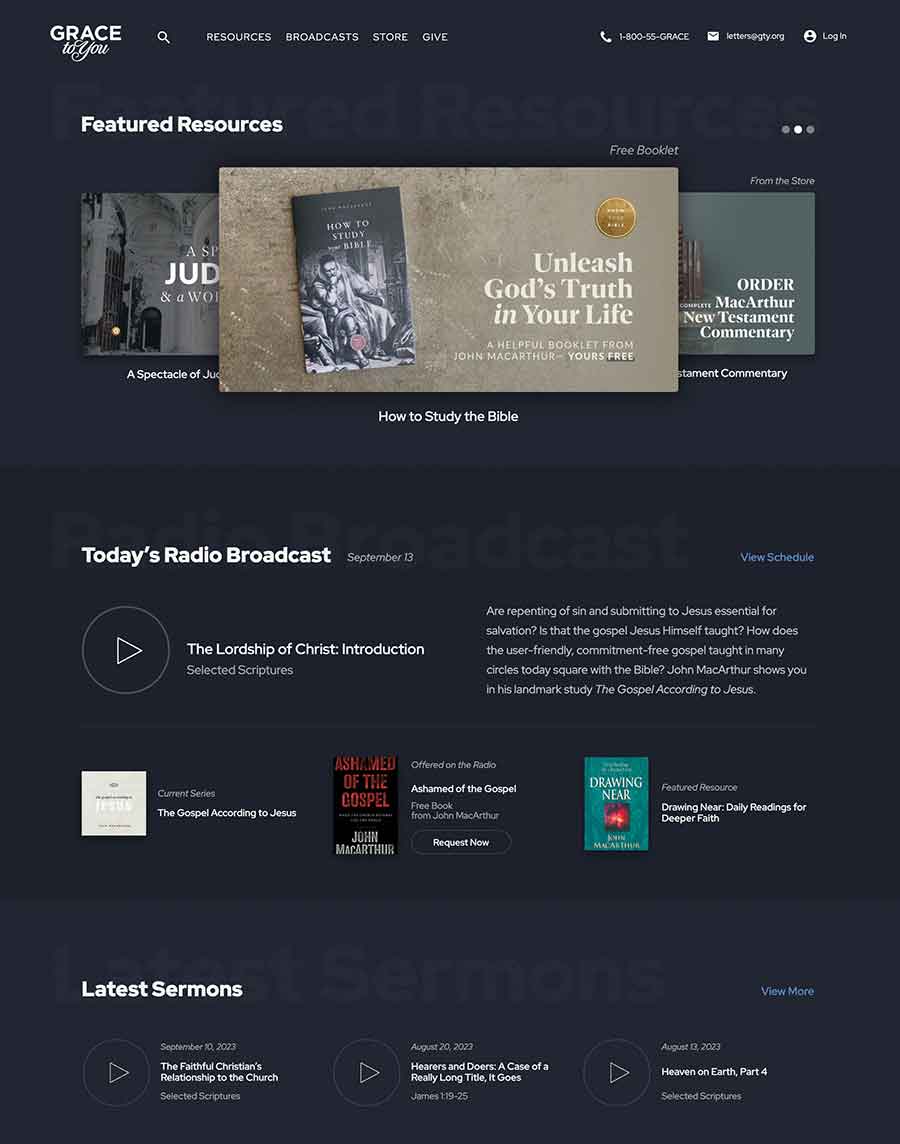 GRACE
to You
RESOURCES BROADCASTS STORE GIVE
1-800-55-GRACE letters@gty.org Log In
Featured Resources
Featured Resources
Free Booklet
From the Store
A SP
JUD
& a WO
A Spectacle of Juc
JOHN MACARTHUR
HOW TO
STUDY
your BIBLE
KNOW
YOUR
BIBLE
Unleash
God's Truth
in Your Life
A HELPFUL BOOKLET FROM
JOHN MACARTHUR— YOURS FREE
How to Study the Bible
ORDER
COMPLETE MacArthur
New Testament
Commentary
stament Commentary
Radio Broadcast
Today's Radio Broadcast September 13 View Schedule
The Lordship of Christ: Introduction
Selected Scriptures
Are repenting of sin and submitting to Jesus essential for
salvation? Is that the gospel Jesus Himself taught? How does
the user-friendly, commitment-free gospel taught in many
circles today square with the Bible? John MacArthur shows you
in his landmark study The Gospel According to Jesus.
the gospel according to
JESUS
Current Series
The Gospel According to Jesus
ASHAMED
OF THE
GOSPEL
JOHN
MACARTHUR
Offered on the Radio
Ashamed of the Gospel
Free Book
from John MacArthur
Request Now
DRAWING
NEAR
JOHN
MACARTHUR
Featured Resource
Drawing Near: Daily Readings for
Deeper Faith
Latest Sermons
Latest Sermons View More
September 10, 2023
The Faithful Christian's
Relationship to the Church
Selected Scriptures
August 20, 2023
Hearers and Doers: A Case of a
Really Long Title, It Goes
James 1:19-25
August 13, 2023
Heaven on Earth, Part 4
Selected Scriptures